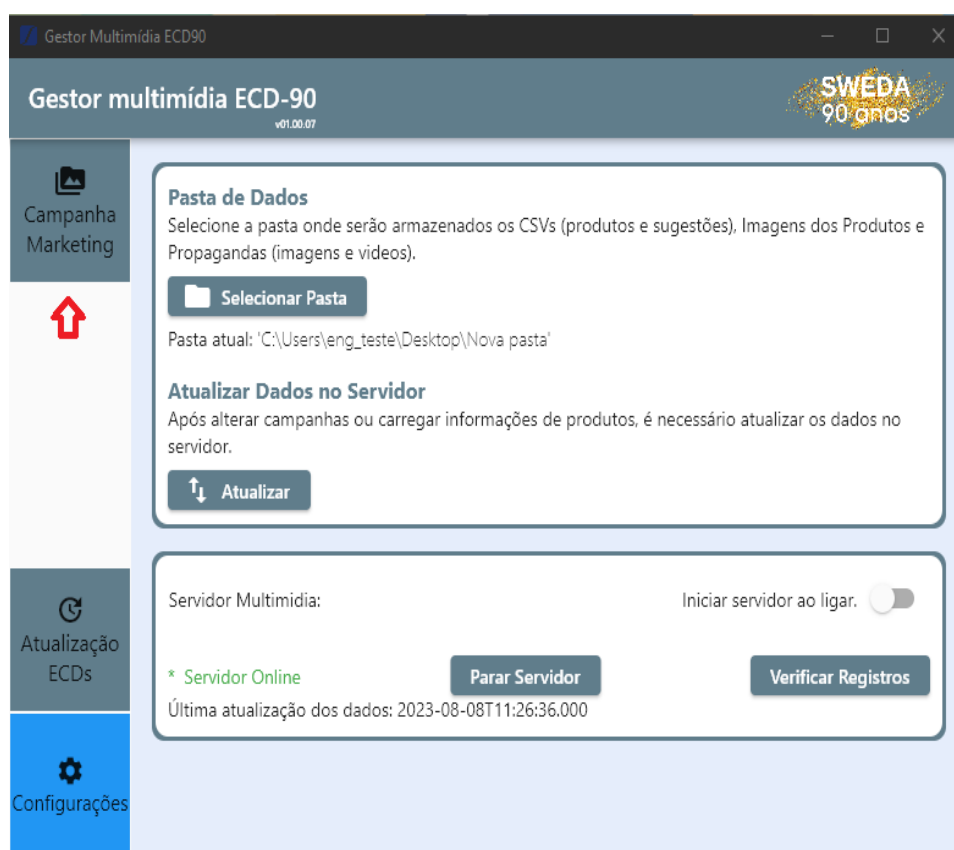 Gestor Multimídia ECD90
Gestor multimídia ECD-90
v01.00.07
SWEDA
90 anos
Campanha
Marketing
Pasta de Dados
Selecione a pasta onde serão armazenados os CSVs (produtos e sugestões), Imagens dos Produtos e
Propagandas (imagens e videos).
Selecionar Pasta
Pasta atual: 'C:\Users\eng_teste\Desktop\Nova pasta'
Atualizar Dados no Servidor
Após alterar campanhas ou carregar informações de produtos, é necessário atualizar os dados no
servidor.
Atualizar
Servidor Multimidia:
Iniciar servidor ao ligar.
* Servidor Online
Parar Servidor
Verificar Registros
Última atualização dos dados: 2023-08-08T11:26:36.000
Atualização
ECDs
Configurações